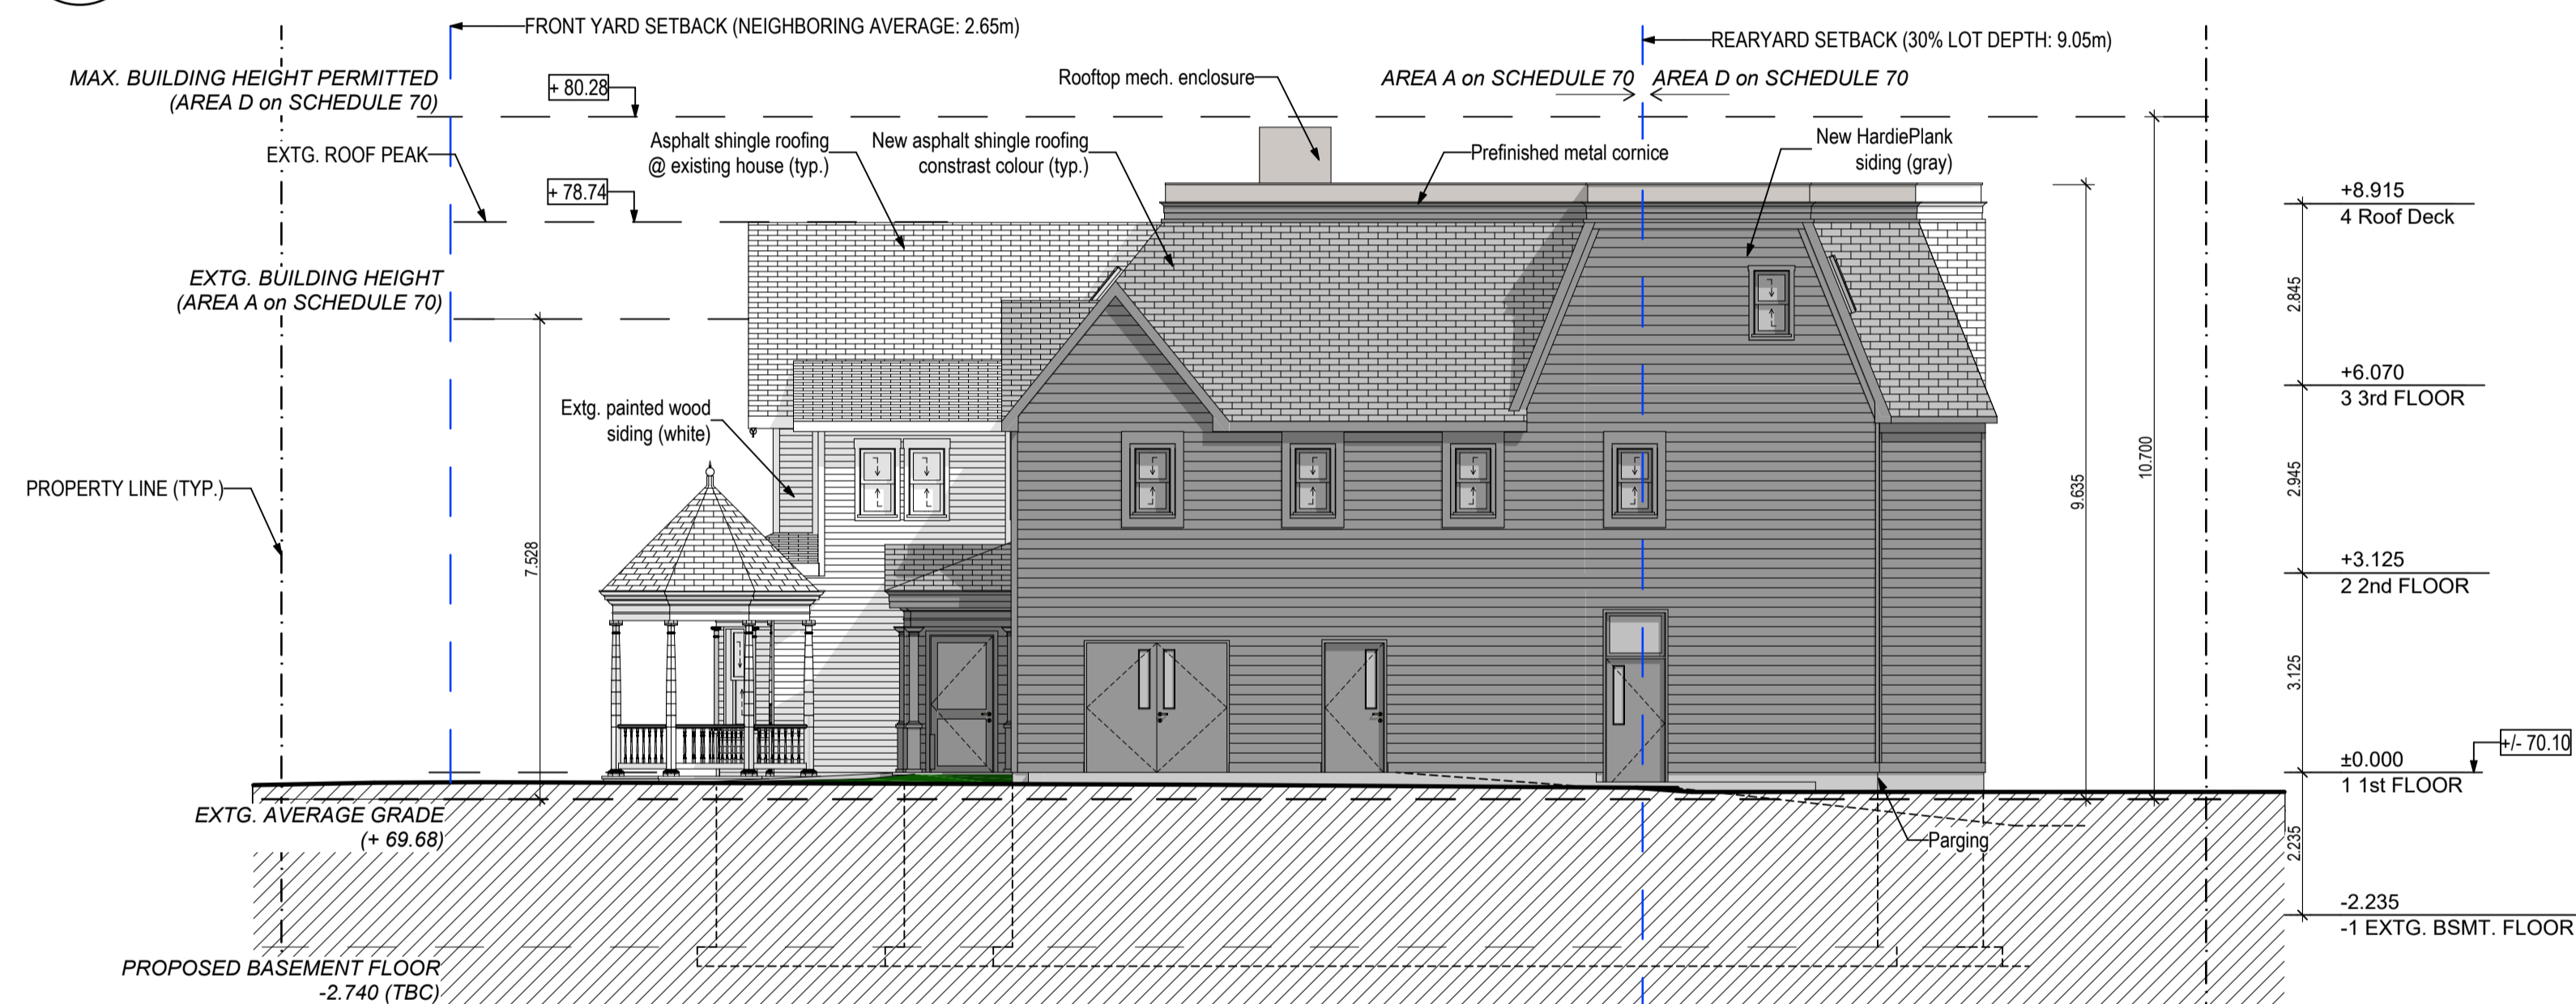 FRONT YARD SETBACK (NEIGHBORING AVERAGE: 2.65m)
REARYARD SETBACK (30% LOT DEPTH: 9.05m)
MAX. BUILDING HEIGHT PERMITTED
(AREA D on SCHEDULE 70)
+ 80.28
Rooftop mech. enclosure
AREA A on SCHEDULE 70
AREA D on SCHEDULE 70
EXTG. ROOF PEAK
Asphalt shingle roofing
@ existing house (typ.)
New asphalt shingle roofing
constrast colour (typ.)
Prefinished metal cornice
New HardiePlank
siding (gray)
+ 78.74
+8.915
4 Roof Deck
EXTG. BUILDING HEIGHT
(AREA A on SCHEDULE 70)
2.845
+6.070
3 3rd FLOOR
Extg. painted wood
siding (white)
PROPERTY LINE (TYP.)
7.528
9.635
10.700
2.945
+3.125
2 2nd FLOOR
3.125
+/- 70.10
±0.000
1 1st FLOOR
EXTG. AVERAGE GRADE
(+ 69.68)
Parging
2.235
-2.235
-1 EXTG. BSMT. FLOOR
PROPOSED BASEMENT FLOOR
-2.740 (TBC)